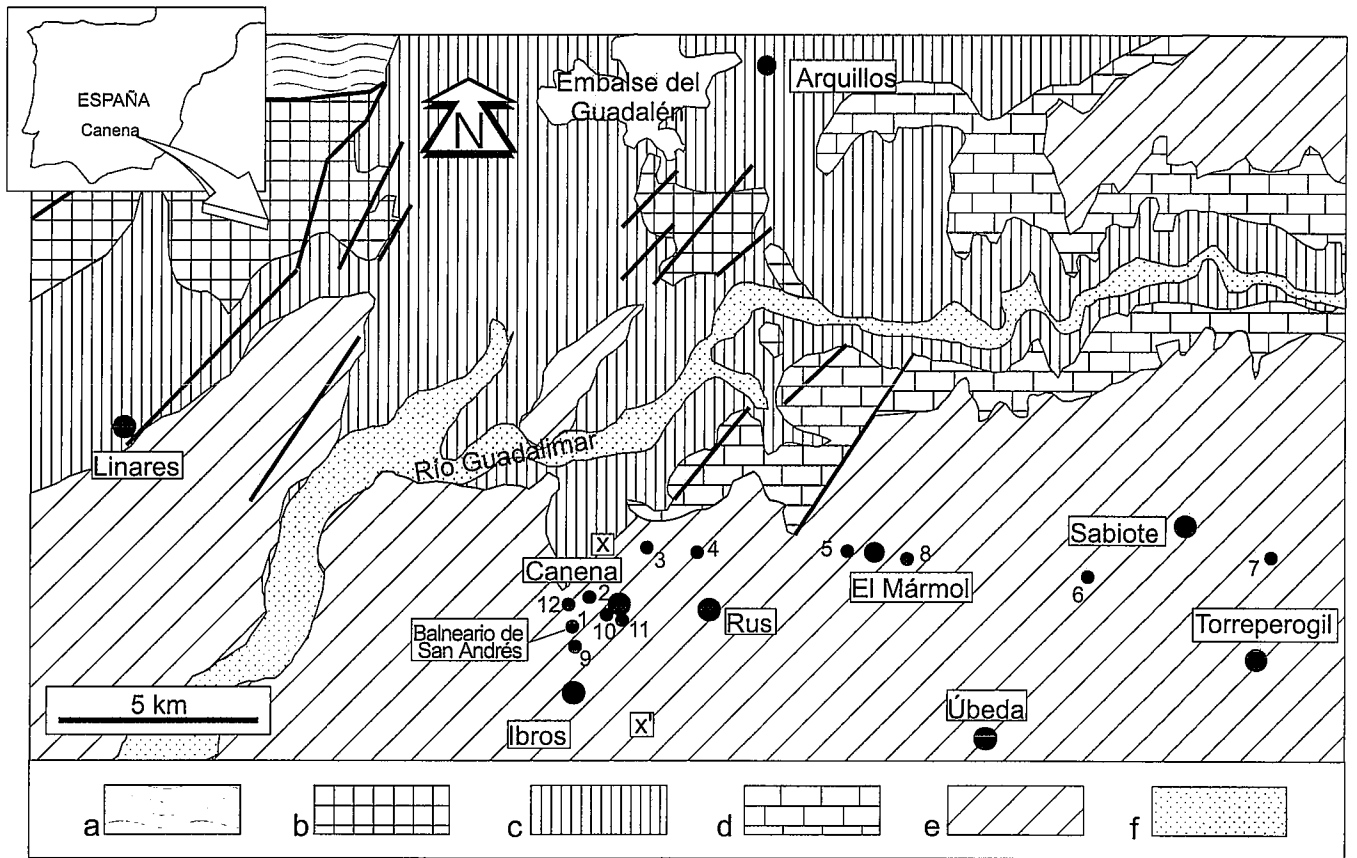 ESPAÑA
Canena
N
Embalse del
Guadalén
Arquillos
Linares
Río Guadalimar
x
Canena
3
4
5
8
El Mármol
Sabiote
6
7
12
2
1
10
11
Rus
Balneario de
San Andrés
9
Torreperogil
5 km
Ibros
x'
Úbeda
a
b
c
d
e
f